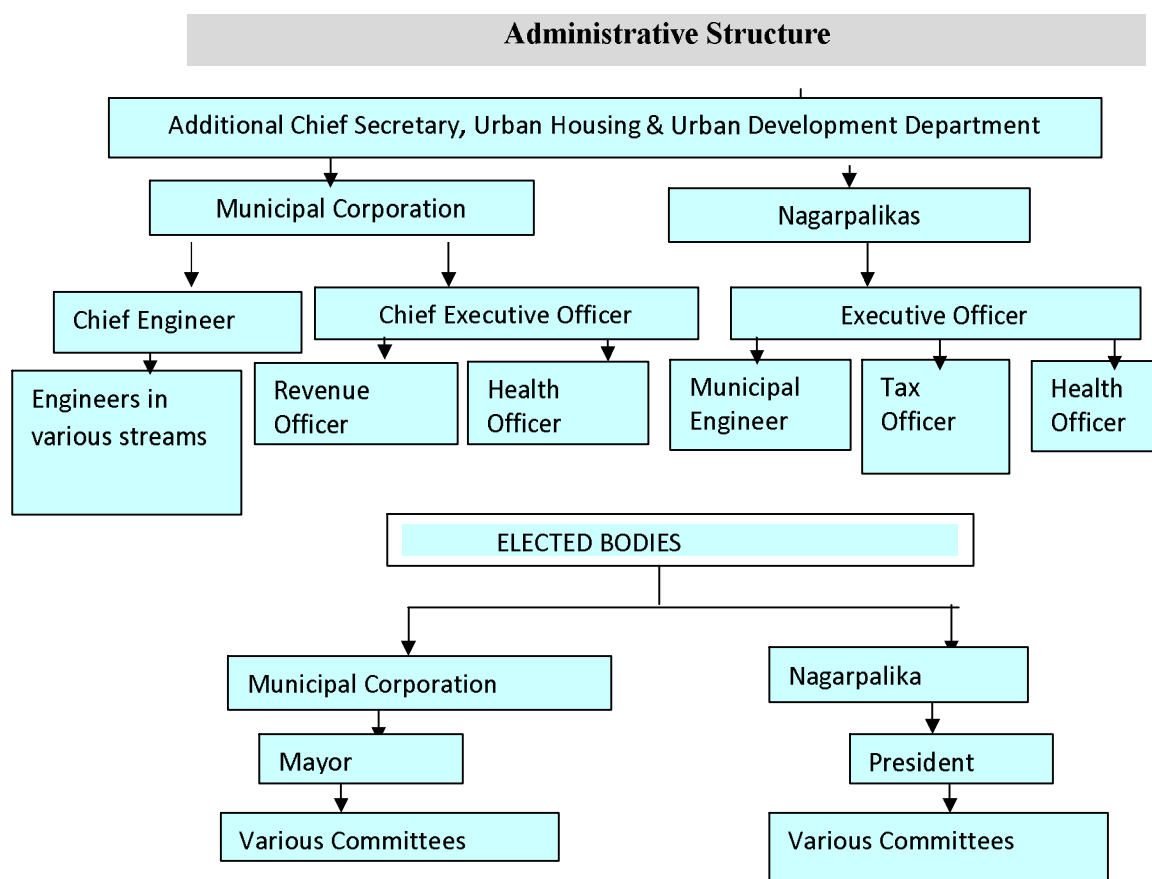 Administrative Structure
Additional Chief Secretary, Urban Housing & Urban Development Department
Municipal Corporation
Nagarpalikas
Chief Engineer
Chief Executive Officer
Executive Officer
Engineers in
various streams
Revenue
Officer
Health
Officer
Municipal
Engineer
Tax
Officer
Health
Officer
ELECTED BODIES
Municipal Corporation
Nagarpalika
Mayor
President
Various Committees
Various Committees